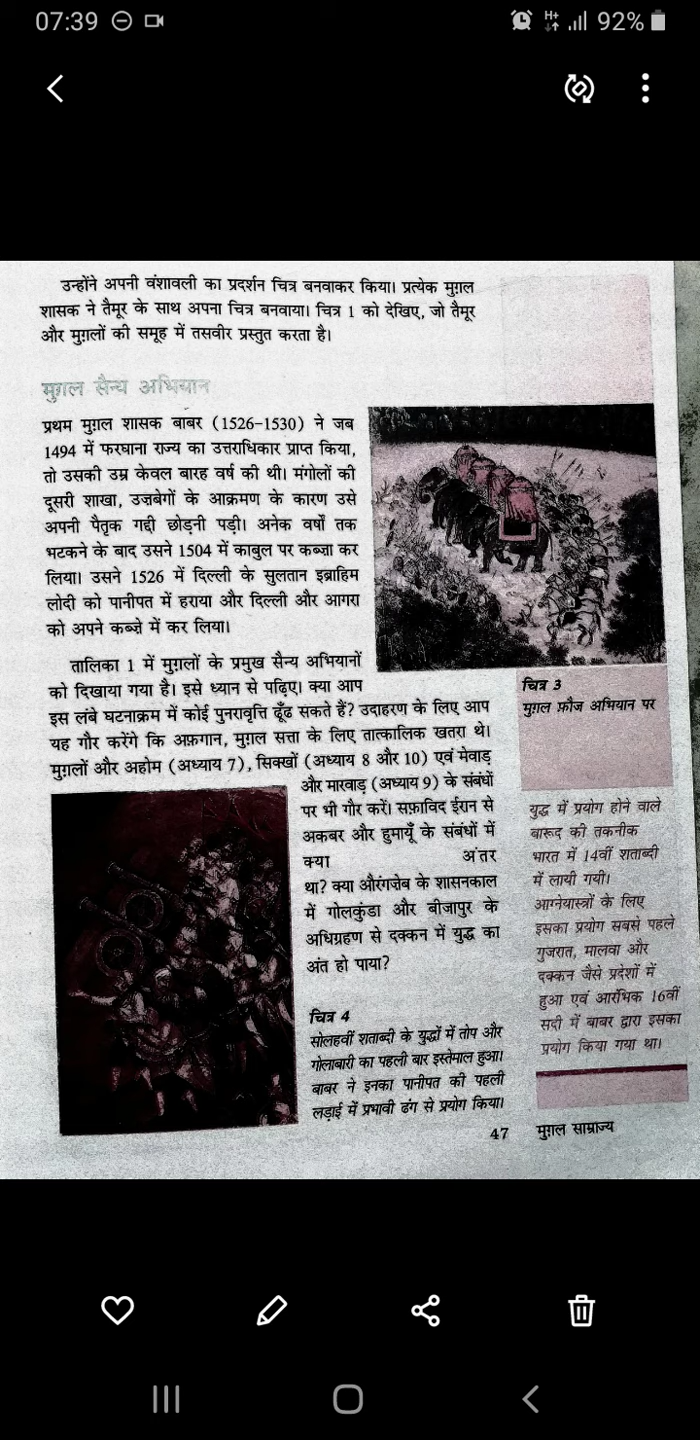 07:39
H+
92%
उन्होंने अपनी वंशावली का प्रदर्शन चित्र बनवाकर किया। प्रत्येक मुग़ल
शासक ने तैमूर के साथ अपना चित्र बनवाया। चित्र 1 को देखिए, जो तैमूर
और मुग़लों की समूह में तसवीर प्रस्तुत करता है।
मुग़ल सैन्य अभियान
प्रथम मुग़ल शासक बाबर (1526–1530) ने जब
1494 में फरघाना राज्य का उत्तराधिकार प्राप्त किया,
तो उसकी उम्र केवल बारह वर्ष की थी। मंगोलों की
दूसरी शाखा, उज़बेगों के आक्रमण के कारण उसे
अपनी पैतृक गद्दी छोड़नी पड़ी। अनेक वर्षों तक
भटकने के बाद उसने 1504 में काबुल पर कब्ज़ा कर
लिया। उसने 1526 में दिल्ली के सुलतान इब्राहिम
लोदी को पानीपत में हराया और दिल्ली और आगरा
को अपने कब्ज़े में कर लिया।
तालिका 1 में मुग़लों के प्रमुख सैन्य अभियानों
को दिखाया गया है। इसे ध्यान से पढ़िए। क्या आप
इस लंबे घटनाक्रम में कोई पुनरावृत्ति ढूँढ सकते हैं? उदाहरण के लिए आप
यह गौर करेंगे कि अफ़गान, मुग़ल सत्ता के लिए तात्कालिक खतरा थे।
मुग़लों और अहोम (अध्याय 7), सिक्खों (अध्याय 8 और 10) एवं मेवाड़
और मारवाड़ (अध्याय 9) के संबंधों
पर भी गौर करें। सफ़ाविद ईरान से
अकबर और हुमायूँ के संबंधों में
क्या अंतर
था? क्या औरंगजेब के शासनकाल
में गोलकुंडा और बीजापुर के
अधिग्रहण से दक्कन में युद्ध का
अंत हो पाया?
चित्र 3
मुग़ल फ़ौज अभियान पर
युद्ध में प्रयोग होने वाले
बारूद की तकनीक
भारत में 14वीं शताब्दी
में लायी गयी।
आग्नेयास्त्रों के लिए
इसका प्रयोग सबसे पहले
गुजरात, मालवा और
दक्कन जैसे प्रदेशों में
हुआ एवं आरंभिक 16वीं
सदी में बाबर द्वारा इसका
प्रयोग किया गया था।
चित्र 4
सोलहवीं शताब्दी के युद्धों में तोप और
गोलाबारी का पहली बार इस्तेमाल हुआ।
बाबर ने इनका पानीपत की पहली
लड़ाई में प्रभावी ढंग से प्रयोग किया।
47 मुग़ल साम्राज्य